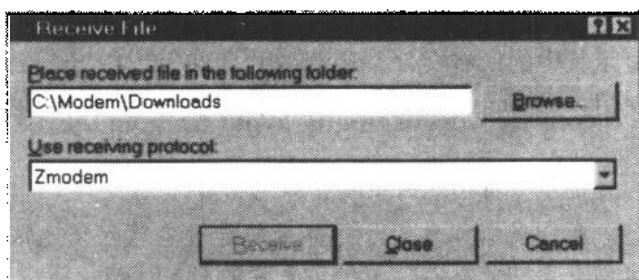 Receive File
Place received file in the following folder:
C:\Modem\Downloads
Browse...
Use receiving protocol:
Zmodem
Receive
Close
Cancel